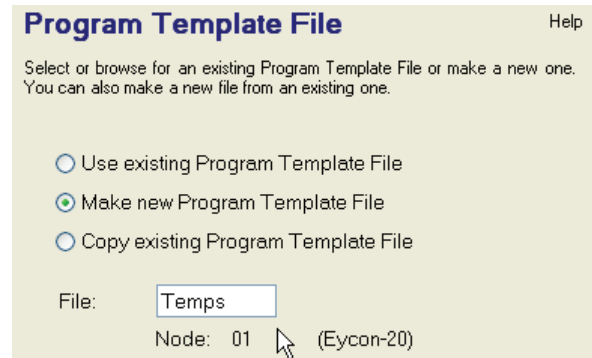 Program Template File
Help
Select or browse for an existing Program Template File or make a new one.
You can also make a new file from an existing one.
Use existing Program Template File
Make new Program Template File
Copy existing Program Template File
File: Temps
Node: 01 (Eycon-20)